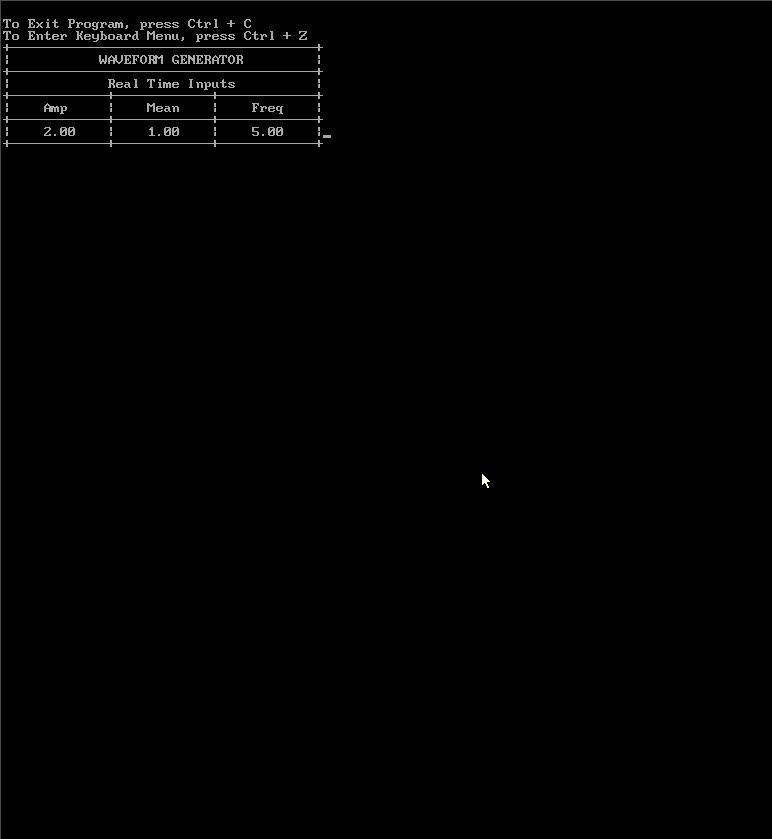 To Exit Program, press Ctrl + C
To Enter Keyboard Menu, press Ctrl + Z
WAVEFORM GENERATOR
Real Time Inputs
Amp Mean Freq
2.00 1.00 5.00